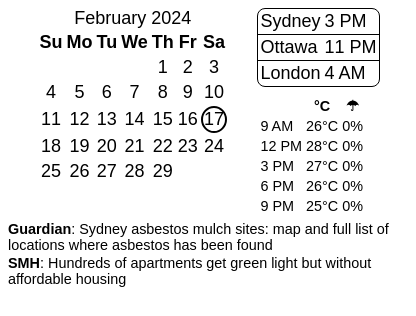 February 2024
Su Mo Tu We Th Fr Sa
1 2 3
4 5 6 7 8 9 10
11 12 13 14 15 16 17
18 19 20 21 22 23 24
25 26 27 28 29
Sydney 3 PM
Ottawa 11 PM
London 4 AM
°C ☂
9 AM 26°C 0%
12 PM 28°C 0%
3 PM 27°C 0%
6 PM 26°C 0%
9 PM 25°C 0%
Guardian: Sydney asbestos mulch sites: map and full list of
locations where asbestos has been found
SMH: Hundreds of apartments get green light but without
affordable housing